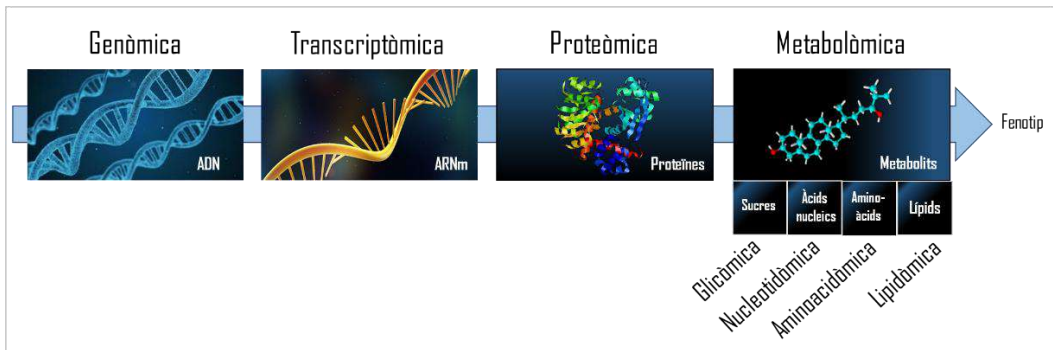 Genòmica
Transcriptòmica
Proteòmica
Metabolòmica
ADN
ARNm
Proteïnes
Metabolits
Fenotip
Sucres
Àcids
nucleics
Amino-
àcids
Lípids
Glicòmica
Nucleotidòmica
Aminoacidòmica
Lipidòmica